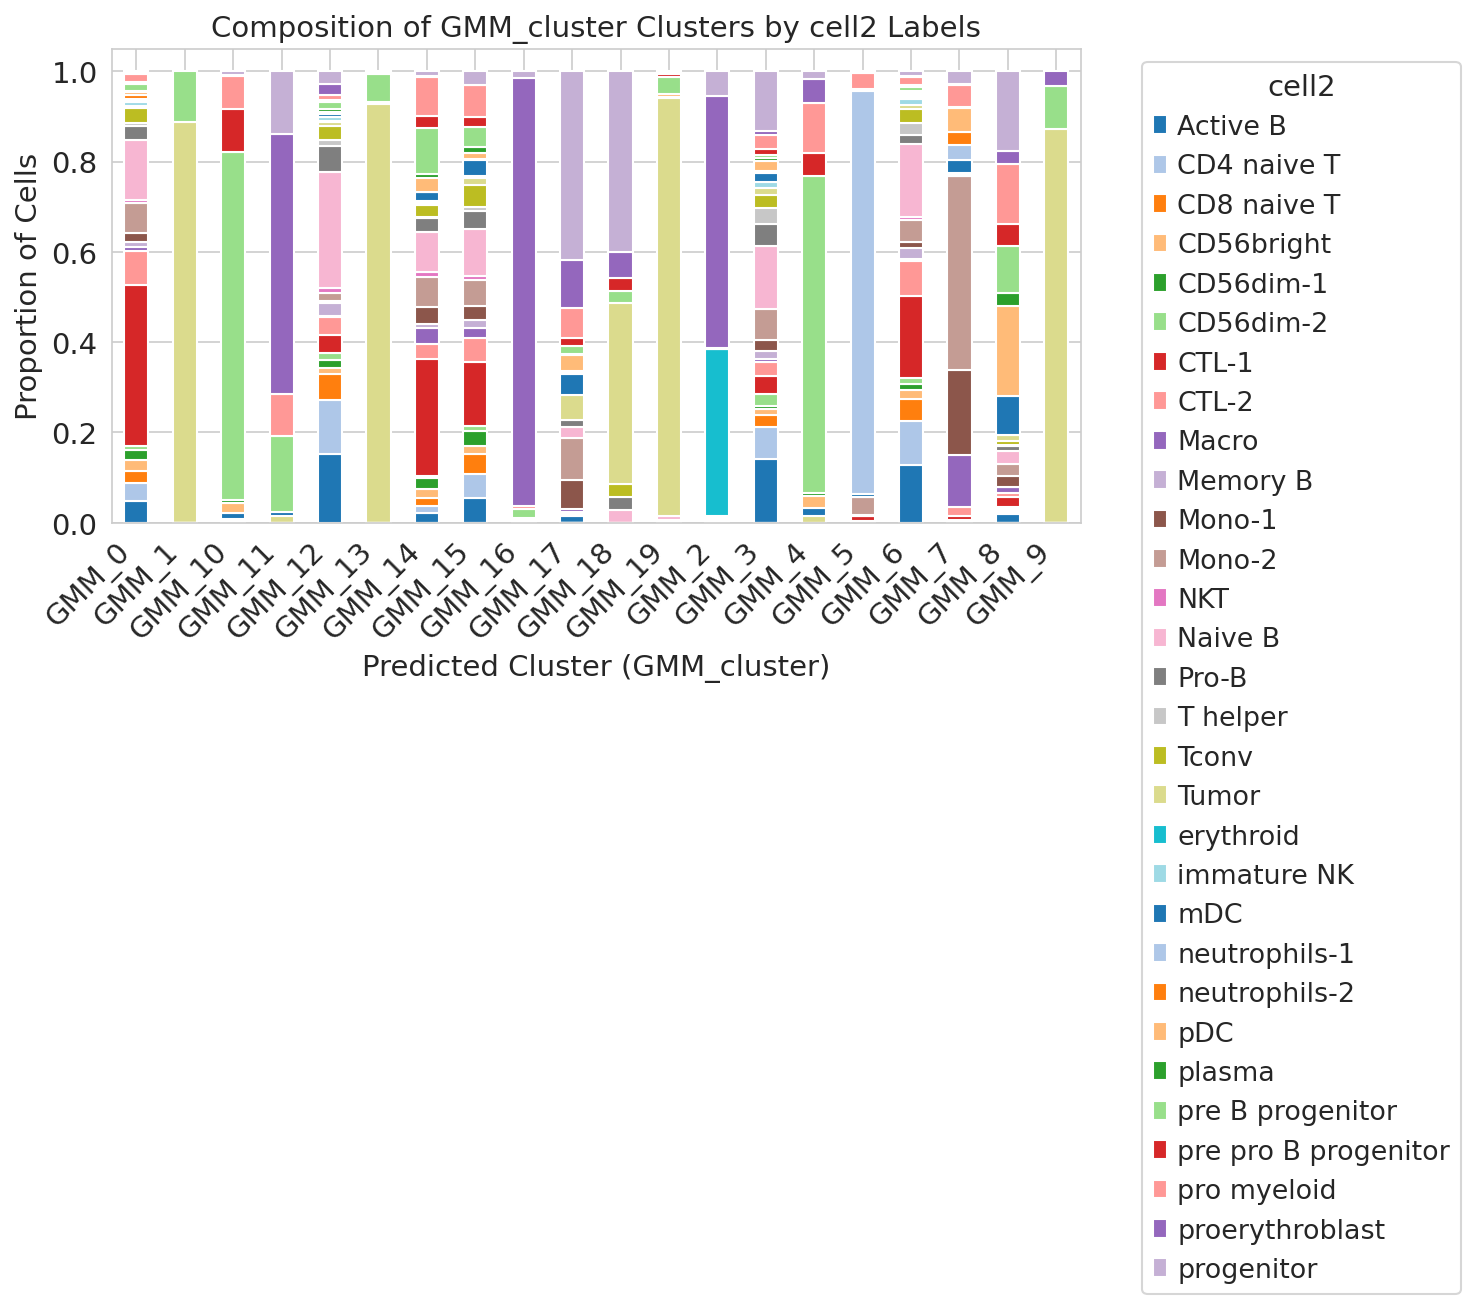 Composition of GMM_cluster Clusters by cell2 Labels
Proportion of Cells
1.0
0.8
0.6
0.4
0.2
0.0
GMM_0
GMM_1
GMM_10
GMM_11
GMM_12
GMM_13
GMM_14
GMM_15
GMM_16
GMM_17
GMM_18
GMM_19
GMM_2
GMM_3
GMM_4
GMM_5
GMM_6
GMM_7
GMM_8
GMM_9
Predicted Cluster (GMM_cluster)
cell2
Active B
CD4 naive T
CD8 naive T
CD56bright
CD56dim-1
CD56dim-2
CTL-1
CTL-2
Macro
Memory B
Mono-1
Mono-2
NKT
Naive B
Pro-B
T helper
Tconv
Tumor
erythroid
immature NK
mDC
neutrophils-1
neutrophils-2
pDC
plasma
pre B progenitor
pre pro B progenitor
pro myeloid
proerythroblast
progenitor